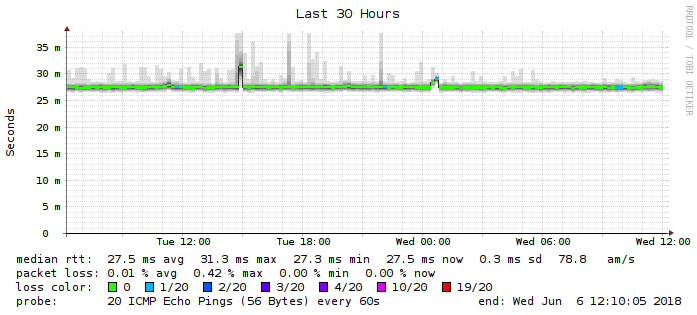 Last 30 Hours
RRDTOOL / TOBI OETIKER
Seconds
35 m
30 m
25 m
20 m
15 m
10 m
5 m
0
Tue 12:00 Tue 18:00 Wed 00:00 Wed 06:00 Wed 12:00
median rtt: 27.5 ms avg 31.3 ms max 27.3 ms min 27.5 ms now 0.3 ms sd 78.8 am/s
packet loss: 0.01 % avg 0.42 % max 0.00 % min 0.00 % now
loss color: 0 1/20 2/20 3/20 4/20 10/20 19/20
probe: 20 ICMP Echo Pings (56 Bytes) every 60s end: Wed Jun 6 12:10:05 2018